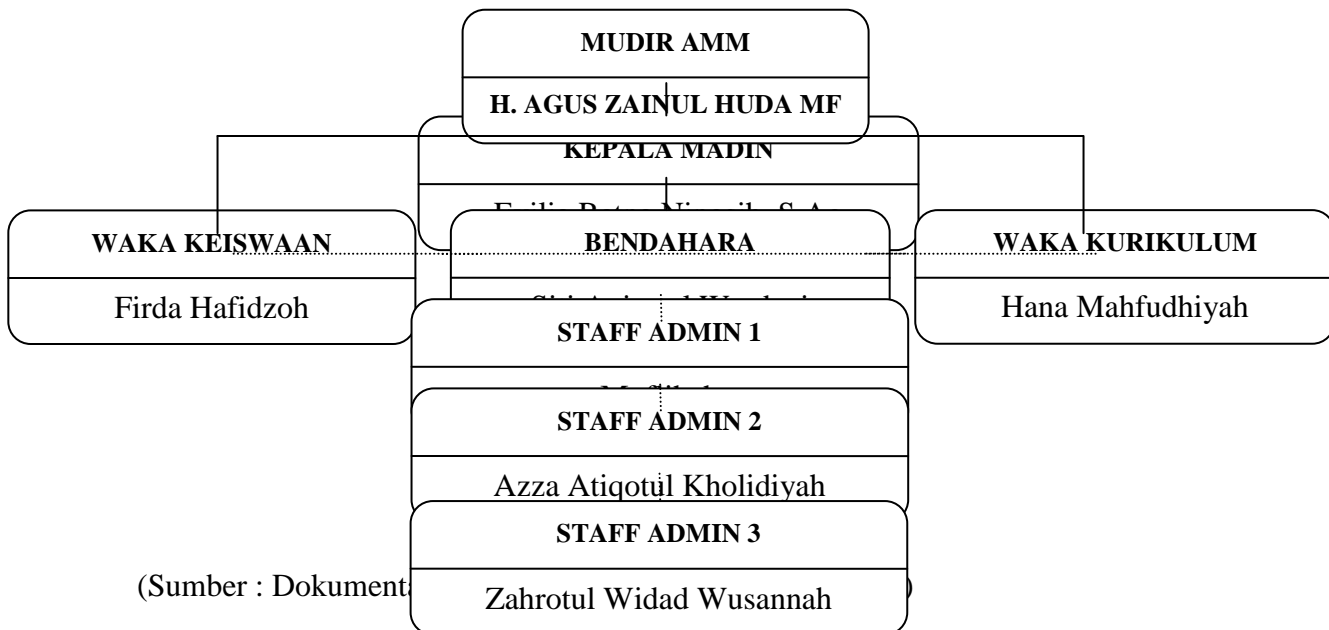 MUDIR AMM
H. AGUS ZAINUL HUDA MF
KEPALA MADIN
WAKA KEISWAAN
BENDAHARA
WAKA KURIKULUM
Firda Hafidzoh
Hana Mahfudhiyah
STAFF ADMIN 1
STAFF ADMIN 2
Azza Atiqotul Kholidiyah
STAFF ADMIN 3
(Sumber : Dokumenta
Zahrotul Widad Wusannah